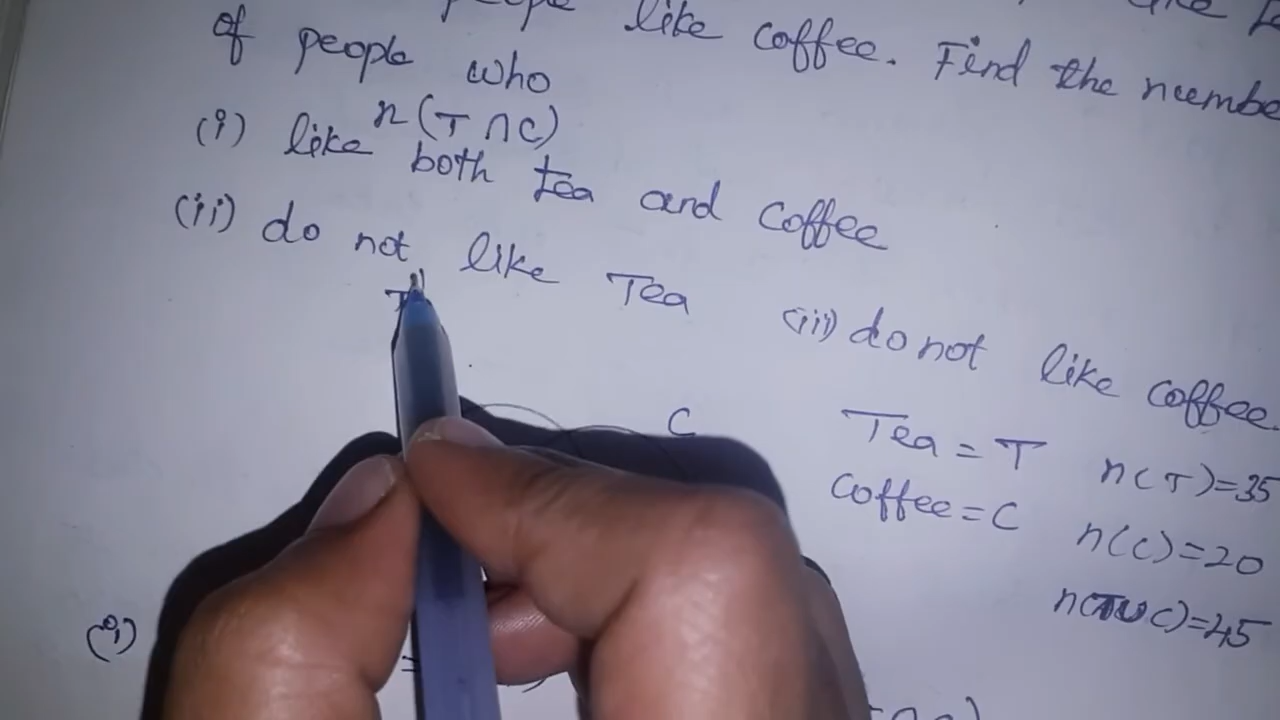 people like coffee. Find the numbe
of people who
n(T∩C)
(i) like both tea and coffee
(ii) do not like Tea (iii) do not like coffee.
T
C
Tea = T n(T)=35
coffee = C n(C)=20
n(TUC)=45
(i)
=